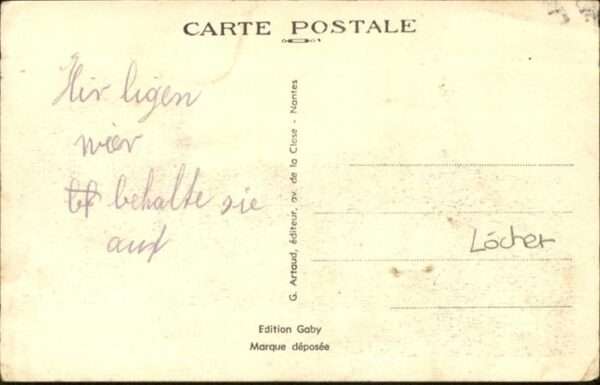 CARTE POSTALE
Hir ligen
wier
behalte sie
auf
G. Artaud, éditeur, av. de la Close - Nantes
Löcher
Edition Gaby
Marque déposée